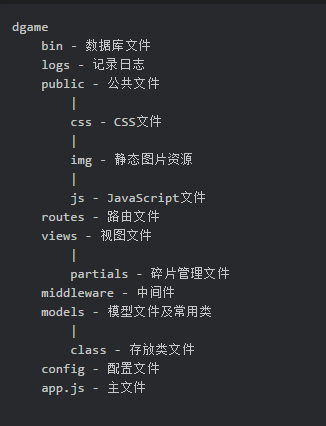 dgame
bin - 数据库文件
logs - 记录日志
public - 公共文件
|
css - CSS文件
|
img - 静态图片资源
|
js - JavaScript文件
routes - 路由文件
views - 视图文件
|
partials - 碎片管理文件
middleware - 中间件
models - 模型文件及常用类
|
class - 存放类文件
config - 配置文件
app.js - 主文件